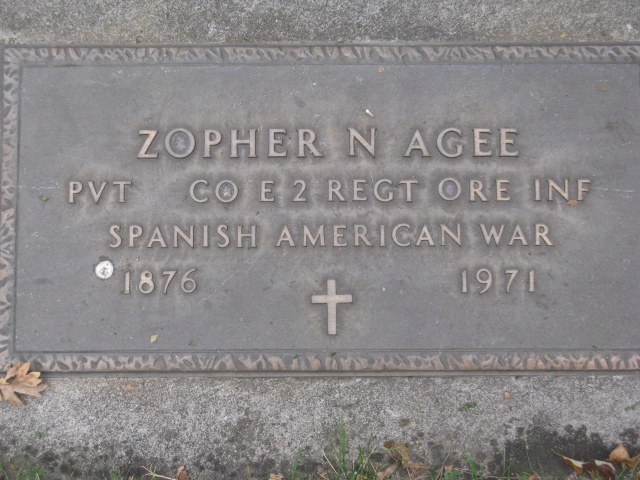 ZOPHER N AGEE
PVT CO E 2 REGT ORE INF
SPANISH AMERICAN WAR
1876 1971